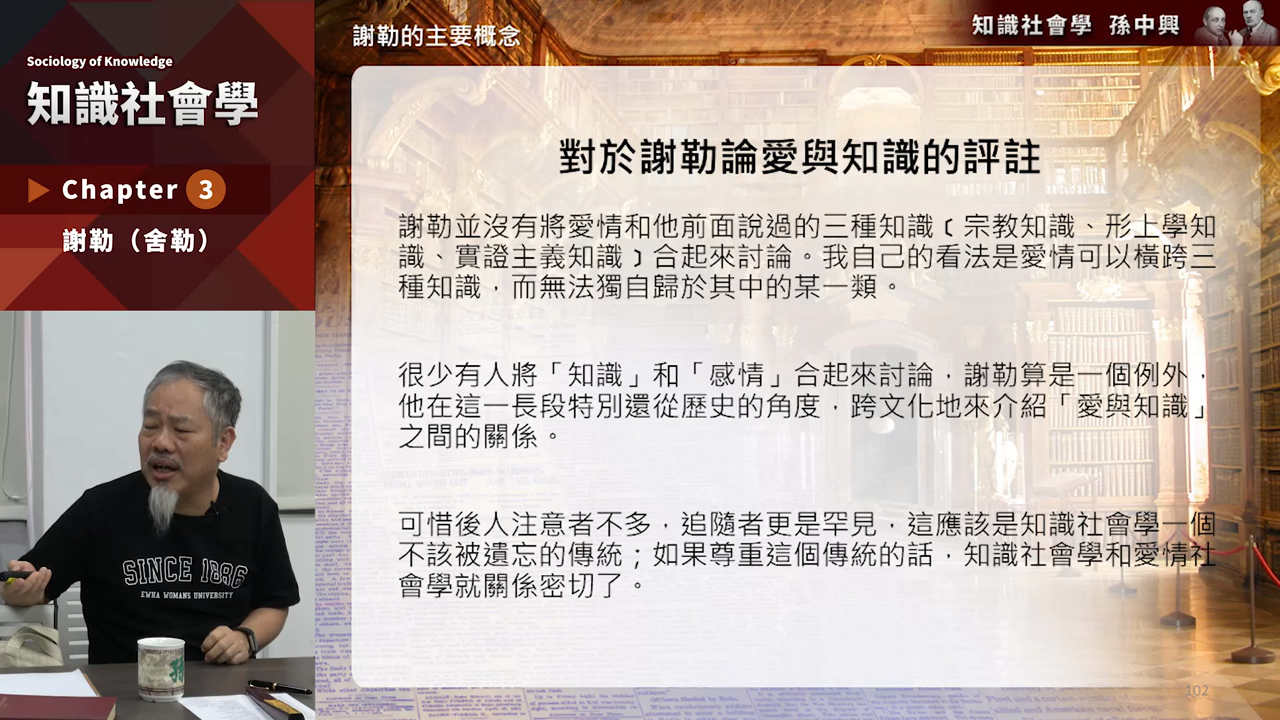 Sociology of Knowledge
知識社會學
Chapter 3
謝勒（舍勒）
謝勒的主要概念
知識社會學 孫中興
對於謝勒論愛與知識的評註
謝勒並沒有將愛情和他前面說過的三種知識﹝宗教知識、形上學知
識、實證主義知識﹞合起來討論。我自己的看法是愛情可以橫跨三
種知識，而無法獨自歸於其中的某一類。
很少有人將「知識」和「感情」合起來討論，謝勒算是一個例外，
他在這一長段特別還從歷史的角度，跨文化地來介紹「愛與知識」
之間的關係。
可惜後人注意者不多，追隨者更是罕見，這應該是知識社會學一個
不該被遺忘的傳統；如果尊重這個傳統的話，知識社會學和愛情社
會學就關係密切了。
SINCE 1886
EWHA WOMANS UNIVERSITY
102